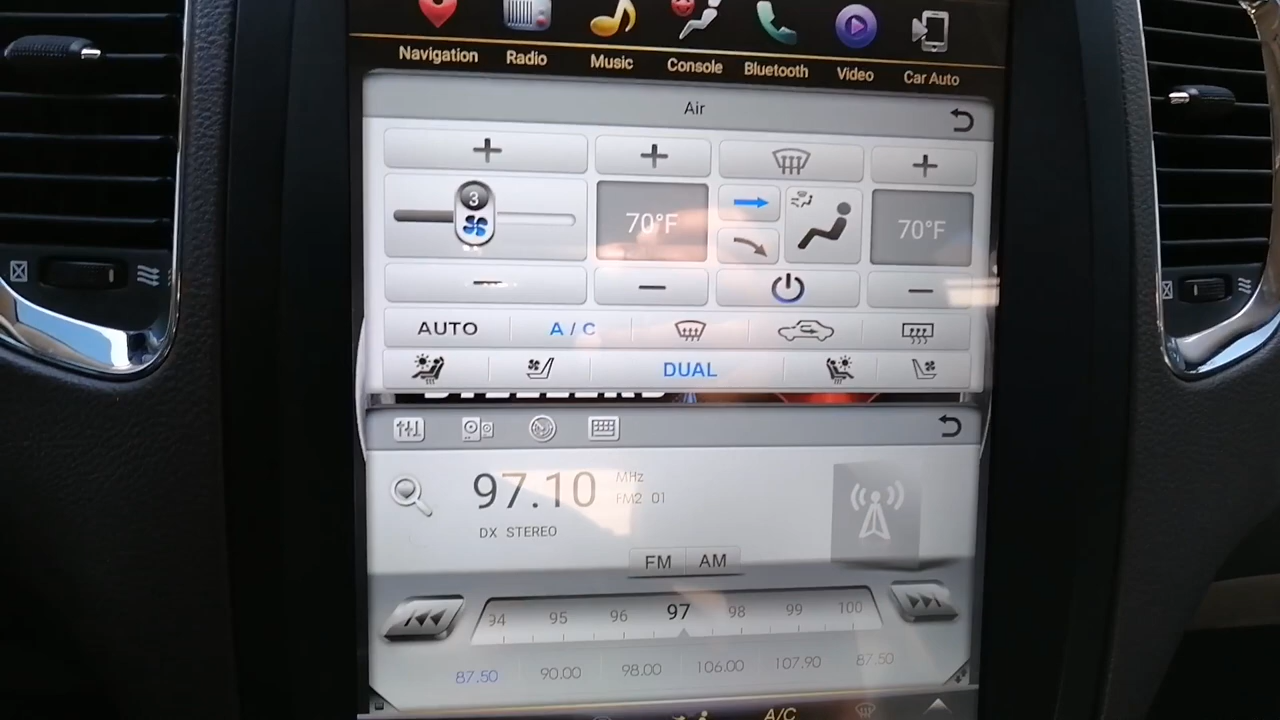 Navigation Radio Music Console Bluetooth Video Car Auto
Air
3
70°F
70°F
AUTO A/C
DUAL
97.10 MHz
FM2 01
DX STEREO
FM AM
94 95 96 97 98 99 100
87.50 90.00 98.00 106.00 107.90 87.50
A/C